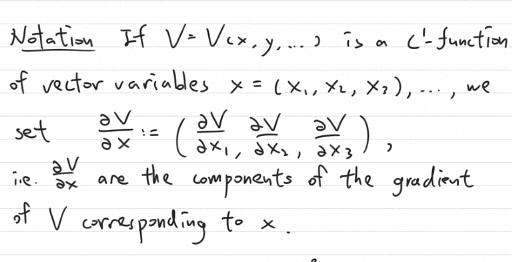 Notation If V = V(x, y, ...) is a C¹-function
of vector variables x = (x₁, x₂, x₃), ..., we
set ∂V/∂x := (∂V/∂x₁, ∂V/∂x₂, ∂V/∂x₃),
i.e. ∂V/∂x are the components of the gradient
of V corresponding to x.